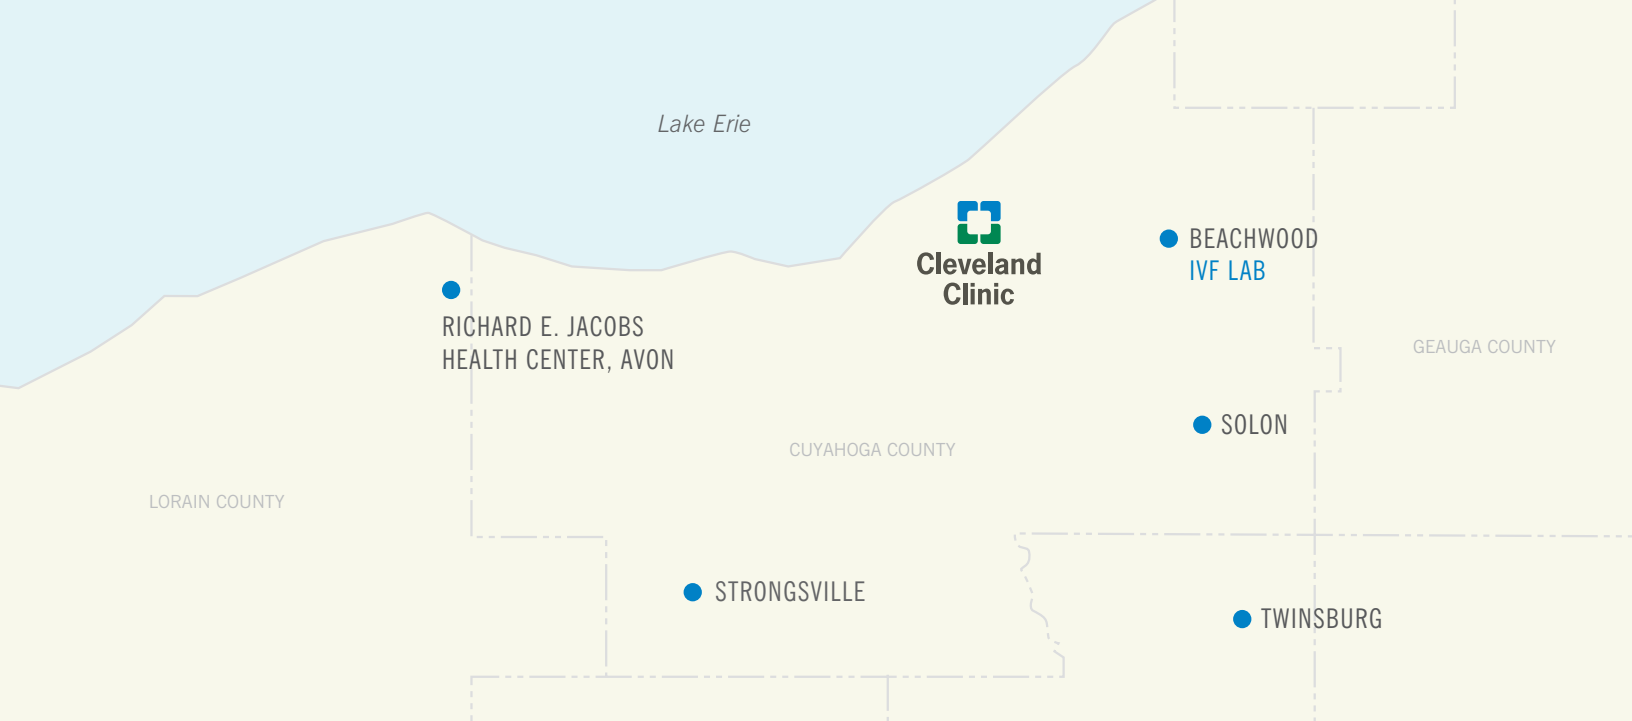 Lake Erie
Cleveland
Clinic
BEACHWOOD
IVF LAB
RICHARD E. JACOBS
HEALTH CENTER, AVON
GEAUGA COUNTY
SOLON
CUYAHOGA COUNTY
LORAIN COUNTY
STRONGSVILLE
TWINSBURG